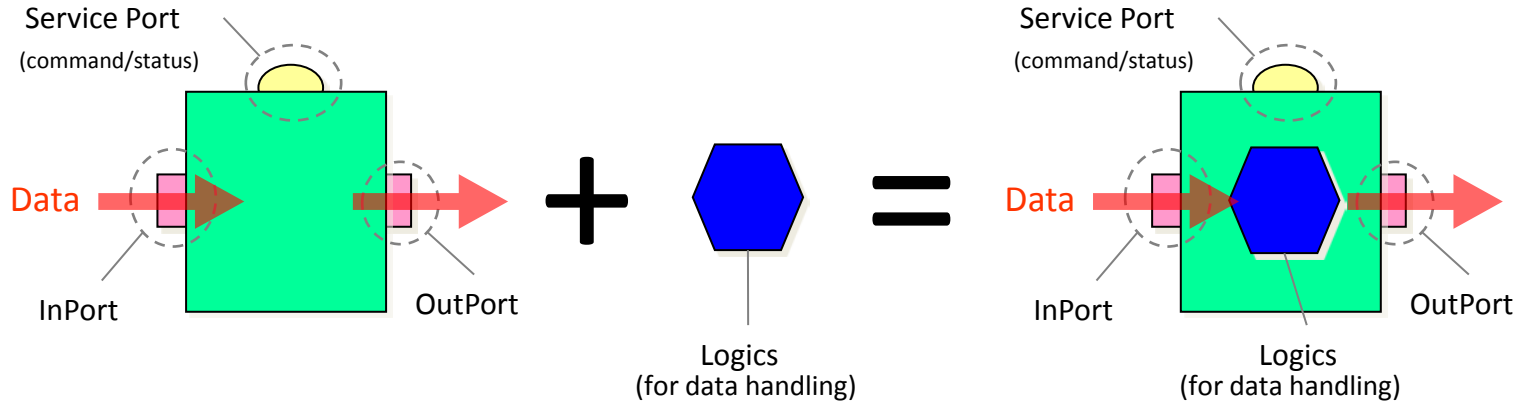 Service Port
(command/status)
Data
InPort
OutPort
Logics
(for data handling)
Service Port
(command/status)
Data
InPort
OutPort
Logics
(for data handling)